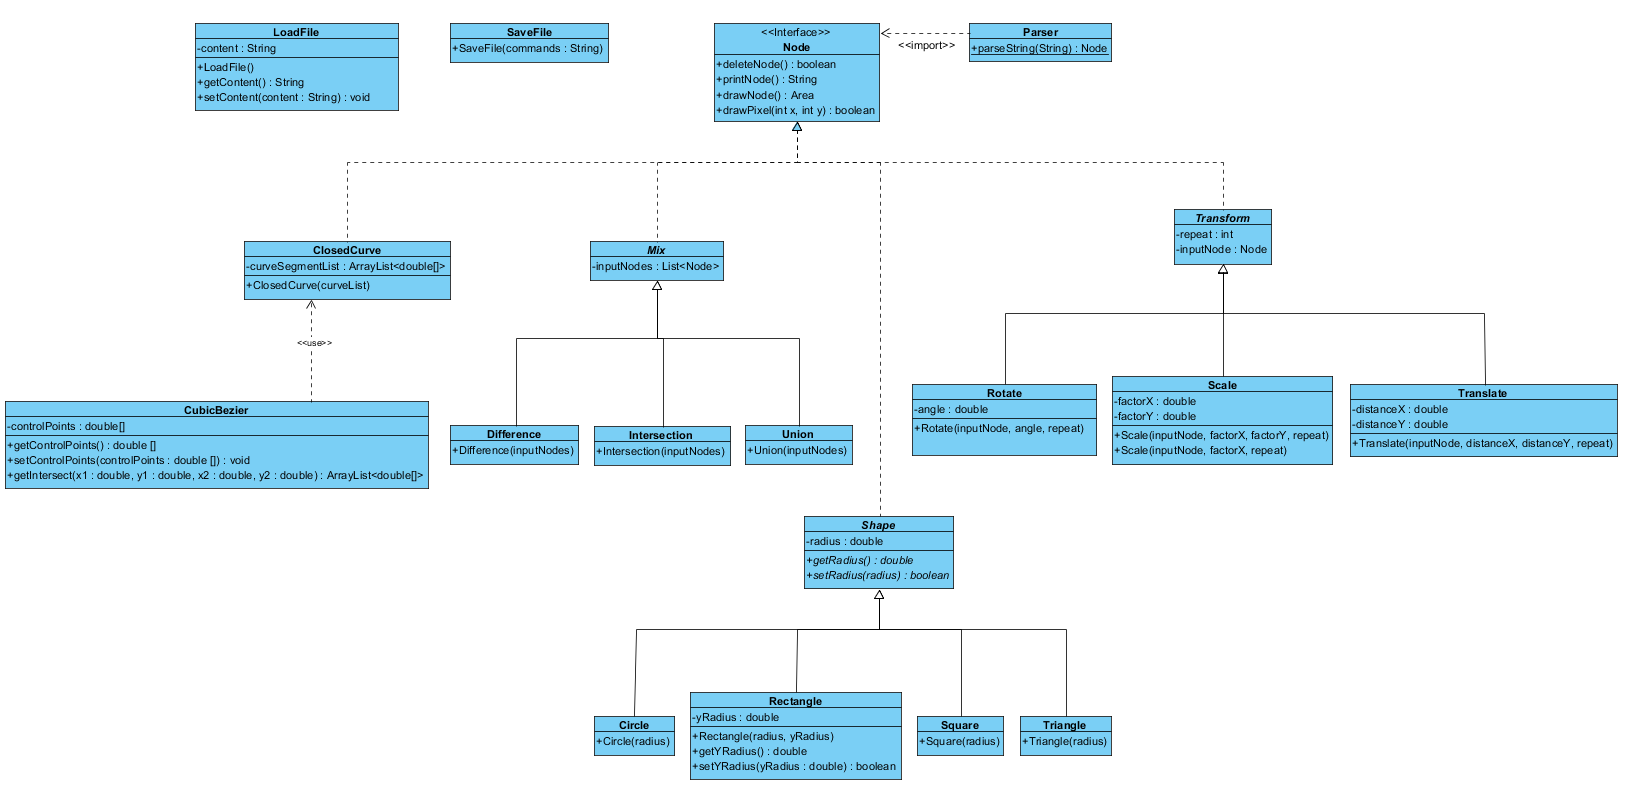 LoadFile
-content : String
+LoadFile()
+getContent() : String
+setContent(content : String) : void
SaveFile
+SaveFile(commands : String)
<<Interface>>
Node
+deleteNode() : boolean
+printNode() : String
+drawNode() : Area
+drawPixel(int x, int y) : boolean
<<import>>
Parser
+parseString(String) : Node
ClosedCurve
-curveSegmentList : ArrayList<double[]>
+ClosedCurve(curveList)
Mix
-inputNodes : List<Node>
Transform
-repeat : int
-inputNode : Node
<<use>>
CubicBezier
-controlPoints : double[]
+getControlPoints() : double []
+setControlPoints(controlPoints : double []) : void
+getIntersect(x1 : double, y1 : double, x2 : double, y2 : double) : ArrayList<double[]>
Difference
+Difference(inputNodes)
Intersection
+Intersection(inputNodes)
Union
+Union(inputNodes)
Rotate
-angle : double
+Rotate(inputNode, angle, repeat)
Scale
-factorX : double
-factorY : double
+Scale(inputNode, factorX, factorY, repeat)
+Scale(inputNode, factorX, repeat)
Translate
-distanceX : double
-distanceY : double
+Translate(inputNode, distanceX, distanceY, repeat)
Shape
-radius : double
+getRadius() : double
+setRadius(radius) : boolean
Circle
+Circle(radius)
Rectangle
-yRadius : double
+Rectangle(radius, yRadius)
+getYRadius() : double
+setYRadius(yRadius : double) : boolean
Square
+Square(radius)
Triangle
+Triangle(radius)